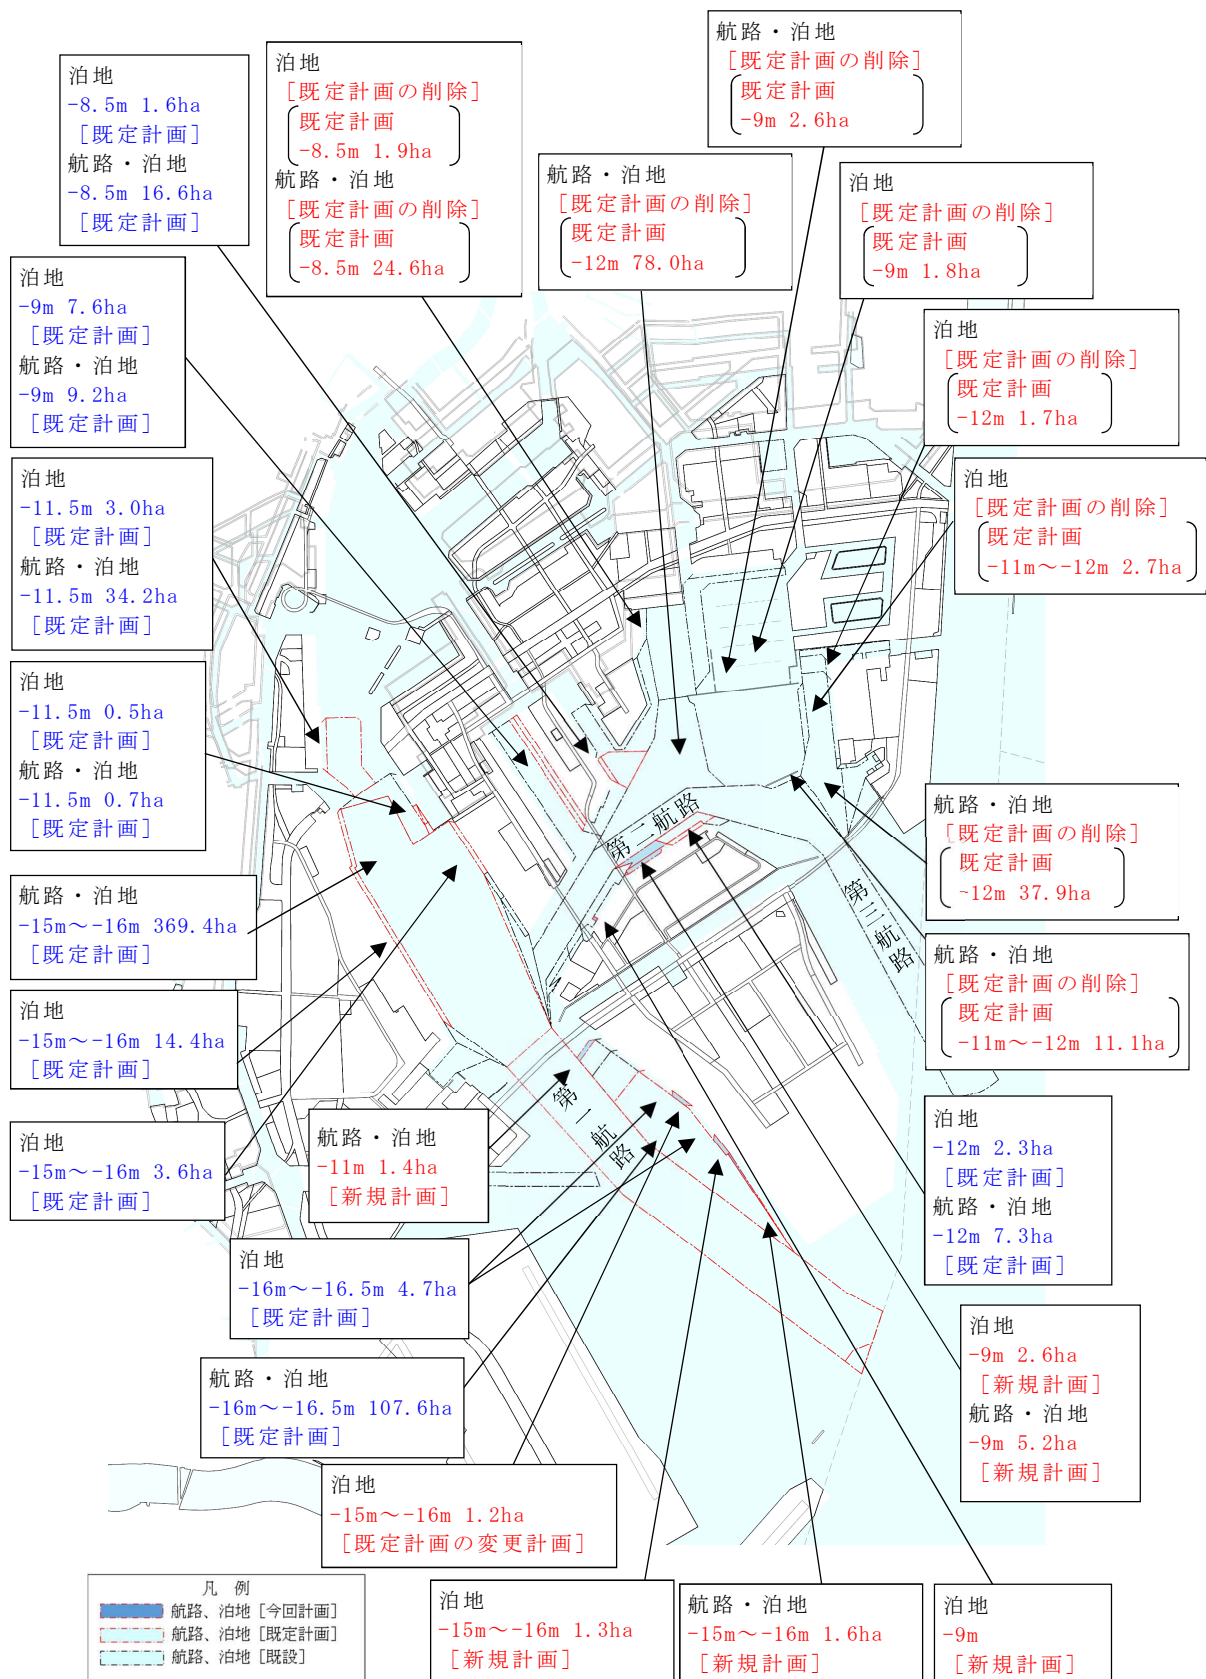 航路・泊地
[既定計画の削除]
既定計画
-9m 2.6ha
泊地
[既定計画の削除]
既定計画
-8.5m 1.9ha
航路・泊地
[既定計画の削除]
既定計画
-8.5m 24.6ha
泊地
-8.5m 1.6ha
[既定計画]
航路・泊地
-8.5m 16.6ha
[既定計画]
航路・泊地
[既定計画の削除]
既定計画
-12m 78.0ha
泊地
[既定計画の削除]
既定計画
-9m 1.8ha
泊地
-9m 7.6ha
[既定計画]
航路・泊地
-9m 9.2ha
[既定計画]
泊地
[既定計画の削除]
既定計画
-12m 1.7ha
泊地
-11.5m 3.0ha
[既定計画]
航路・泊地
-11.5m 34.2ha
[既定計画]
泊地
[既定計画の削除]
既定計画
-11m～-12m 2.7ha
泊地
-11.5m 0.5ha
[既定計画]
航路・泊地
-11.5m 0.7ha
[既定計画]
航路・泊地
[既定計画の削除]
既定計画
-12m 37.9ha
第二航路
第三航路
航路・泊地
-15m～-16m 369.4ha
[既定計画]
航路・泊地
[既定計画の削除]
既定計画
-11m～-12m 11.1ha
泊地
-15m～-16m 14.4ha
[既定計画]
第一航路
泊地
-15m～-16m 3.6ha
[既定計画]
航路・泊地
-11m 1.4ha
[新規計画]
泊地
-12m 2.3ha
[既定計画]
航路・泊地
-12m 7.3ha
[既定計画]
泊地
-16m～-16.5m 4.7ha
[既定計画]
泊地
-9m 2.6ha
[新規計画]
航路・泊地
-9m 5.2ha
[新規計画]
航路・泊地
-16m～-16.5m 107.6ha
[既定計画]
泊地
-15m～-16m 1.2ha
[既定計画の変更計画]
凡 例
航路、泊地［今回計画］
航路、泊地［既定計画］
航路、泊地［既設］
泊地
-15m～-16m 1.3ha
[新規計画]
航路・泊地
-15m～-16m 1.6ha
[新規計画]
泊地
-9m
[新規計画]